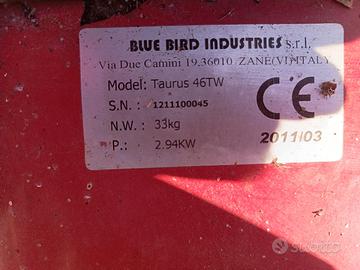 BLUE BIRD INDUSTRIES s.r.l.
Via Due Camini 19,36010 ZANE(VI)ITALY
Model: Taurus 46TW
S.N.: 1211100045
N.W.: 33kg
P.: 2.94KW
CE
2011/03
SUBITO